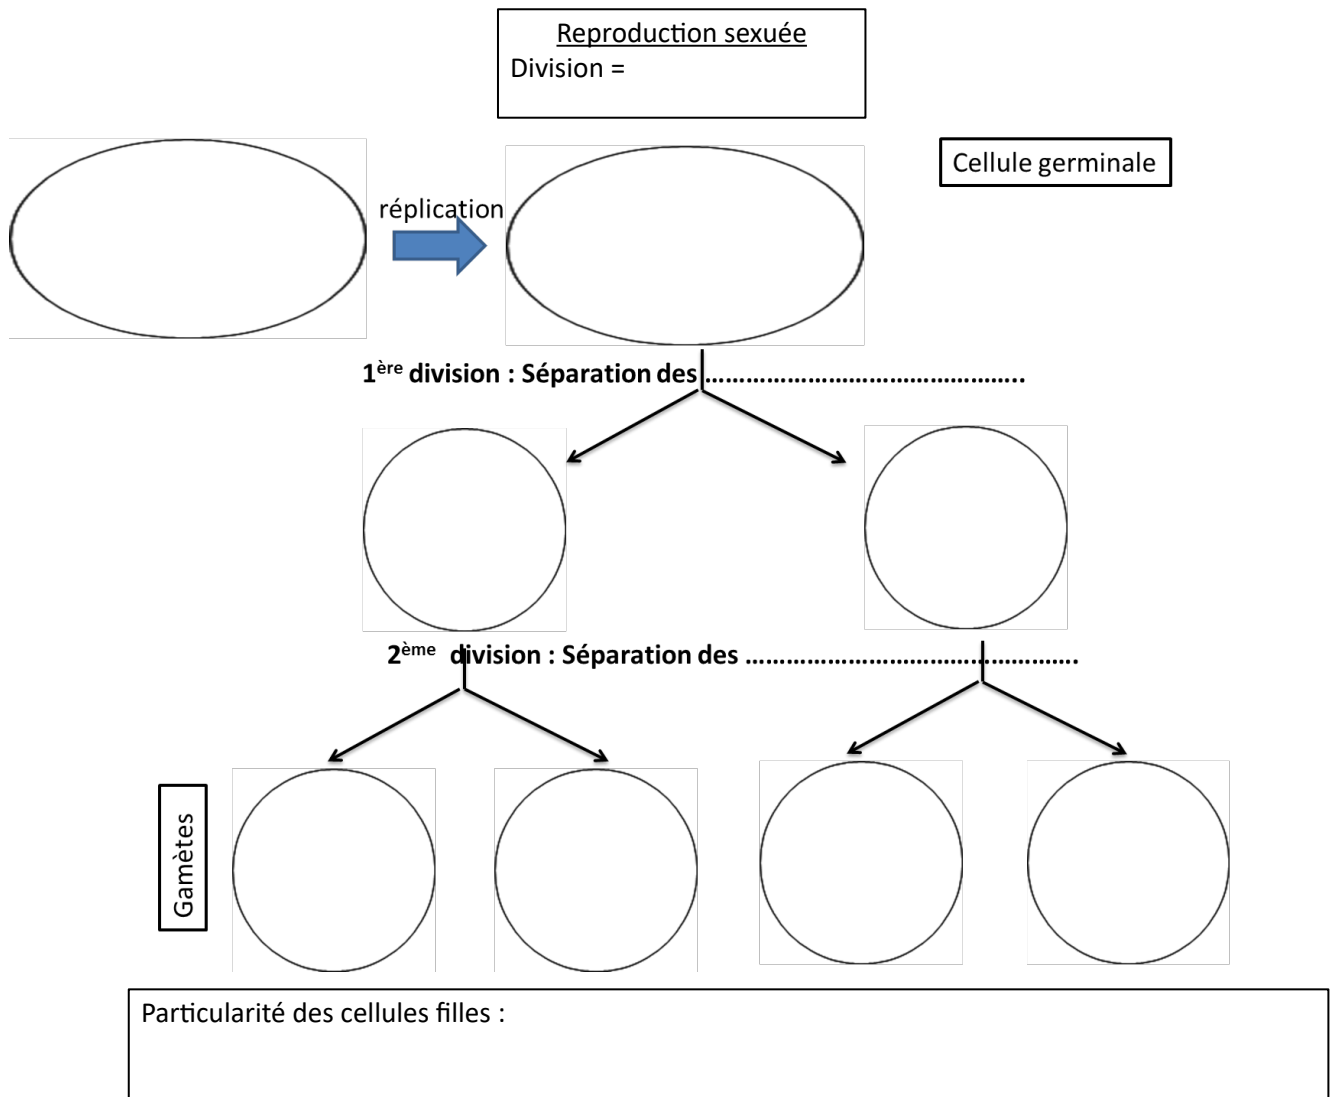 Reproduction sexuée
Division =
Cellule germinale
réplication
1ère division : Séparation des ……………………………………..
2ème division : Séparation des ………………………………………….
Gamètes
Particularité des cellules filles :